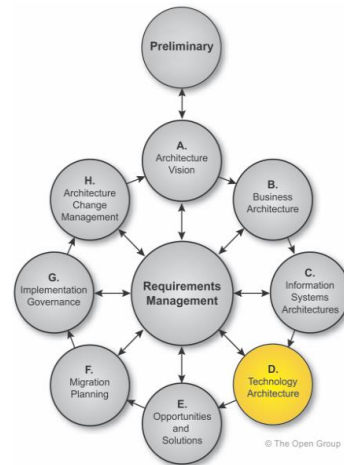 Preliminary
A.
Architecture
Vision
B.
Business
Architecture
C.
Information
Systems
Architectures
D.
Technology
Architecture
E.
Opportunities
and
Solutions
F.
Migration
Planning
G.
Implementation
Governance
H.
Architecture
Change
Management
Requirements
Management
© The Open Group